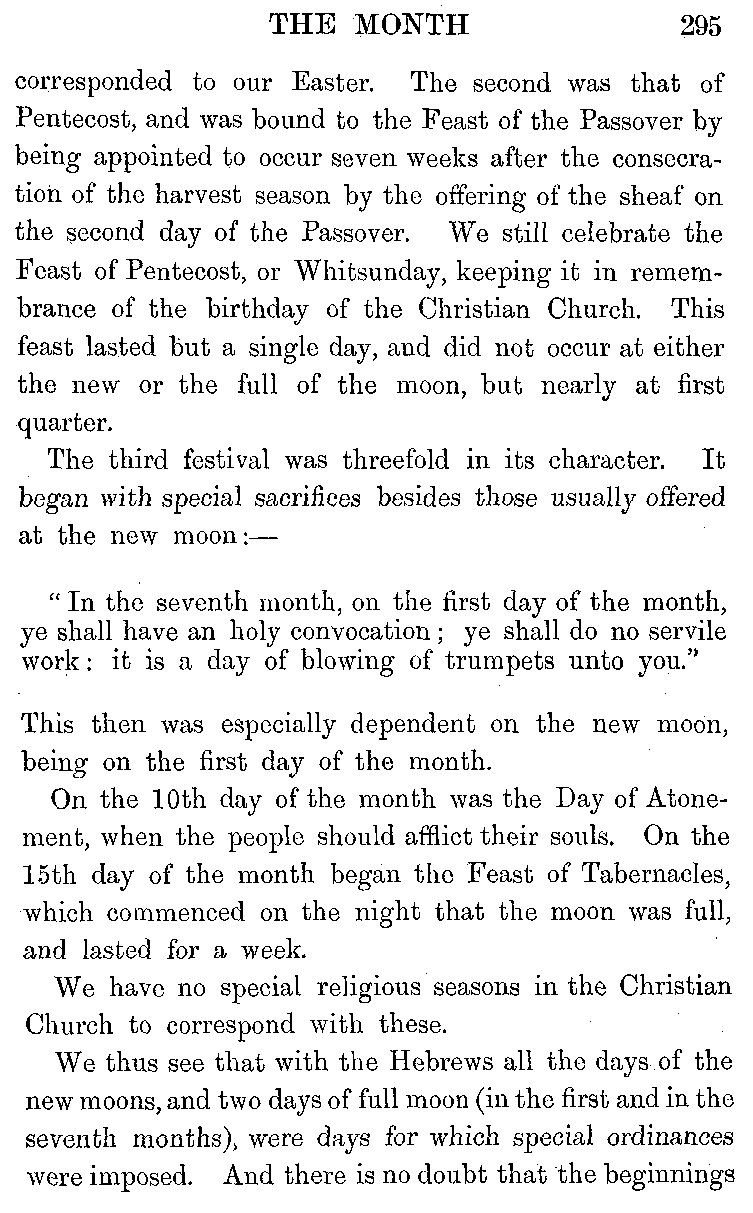 THE MONTH 295
corresponded to our Easter. The second was that of
Pentecost, and was bound to the Feast of the Passover by
being appointed to occur seven weeks after the consecra-
tion of the harvest season by the offering of the sheaf on
the second day of the Passover. We still celebrate the
Feast of Pentecost, or Whitsunday, keeping it in remem-
brance of the birthday of the Christian Church. This
feast lasted but a single day, and did not occur at either
the new or the full of the moon, but nearly at first
quarter.
The third festival was threefold in its character. It
began with special sacrifices besides those usually offered
at the new moon:—
"In the seventh month, on the first day of the month,
ye shall have an holy convocation; ye shall do no servile
work: it is a day of blowing of trumpets unto you."
This then was especially dependent on the new moon,
being on the first day of the month.
On the 10th day of the month was the Day of Atone-
ment, when the people should afflict their souls. On the
15th day of the month began the Feast of Tabernacles,
which commenced on the night that the moon was full,
and lasted for a week.
We have no special religious seasons in the Christian
Church to correspond with these.
We thus see that with the Hebrews all the days of the
new moons, and two days of full moon (in the first and in the
seventh months), were days for which special ordinances
were imposed. And there is no doubt that the beginnings